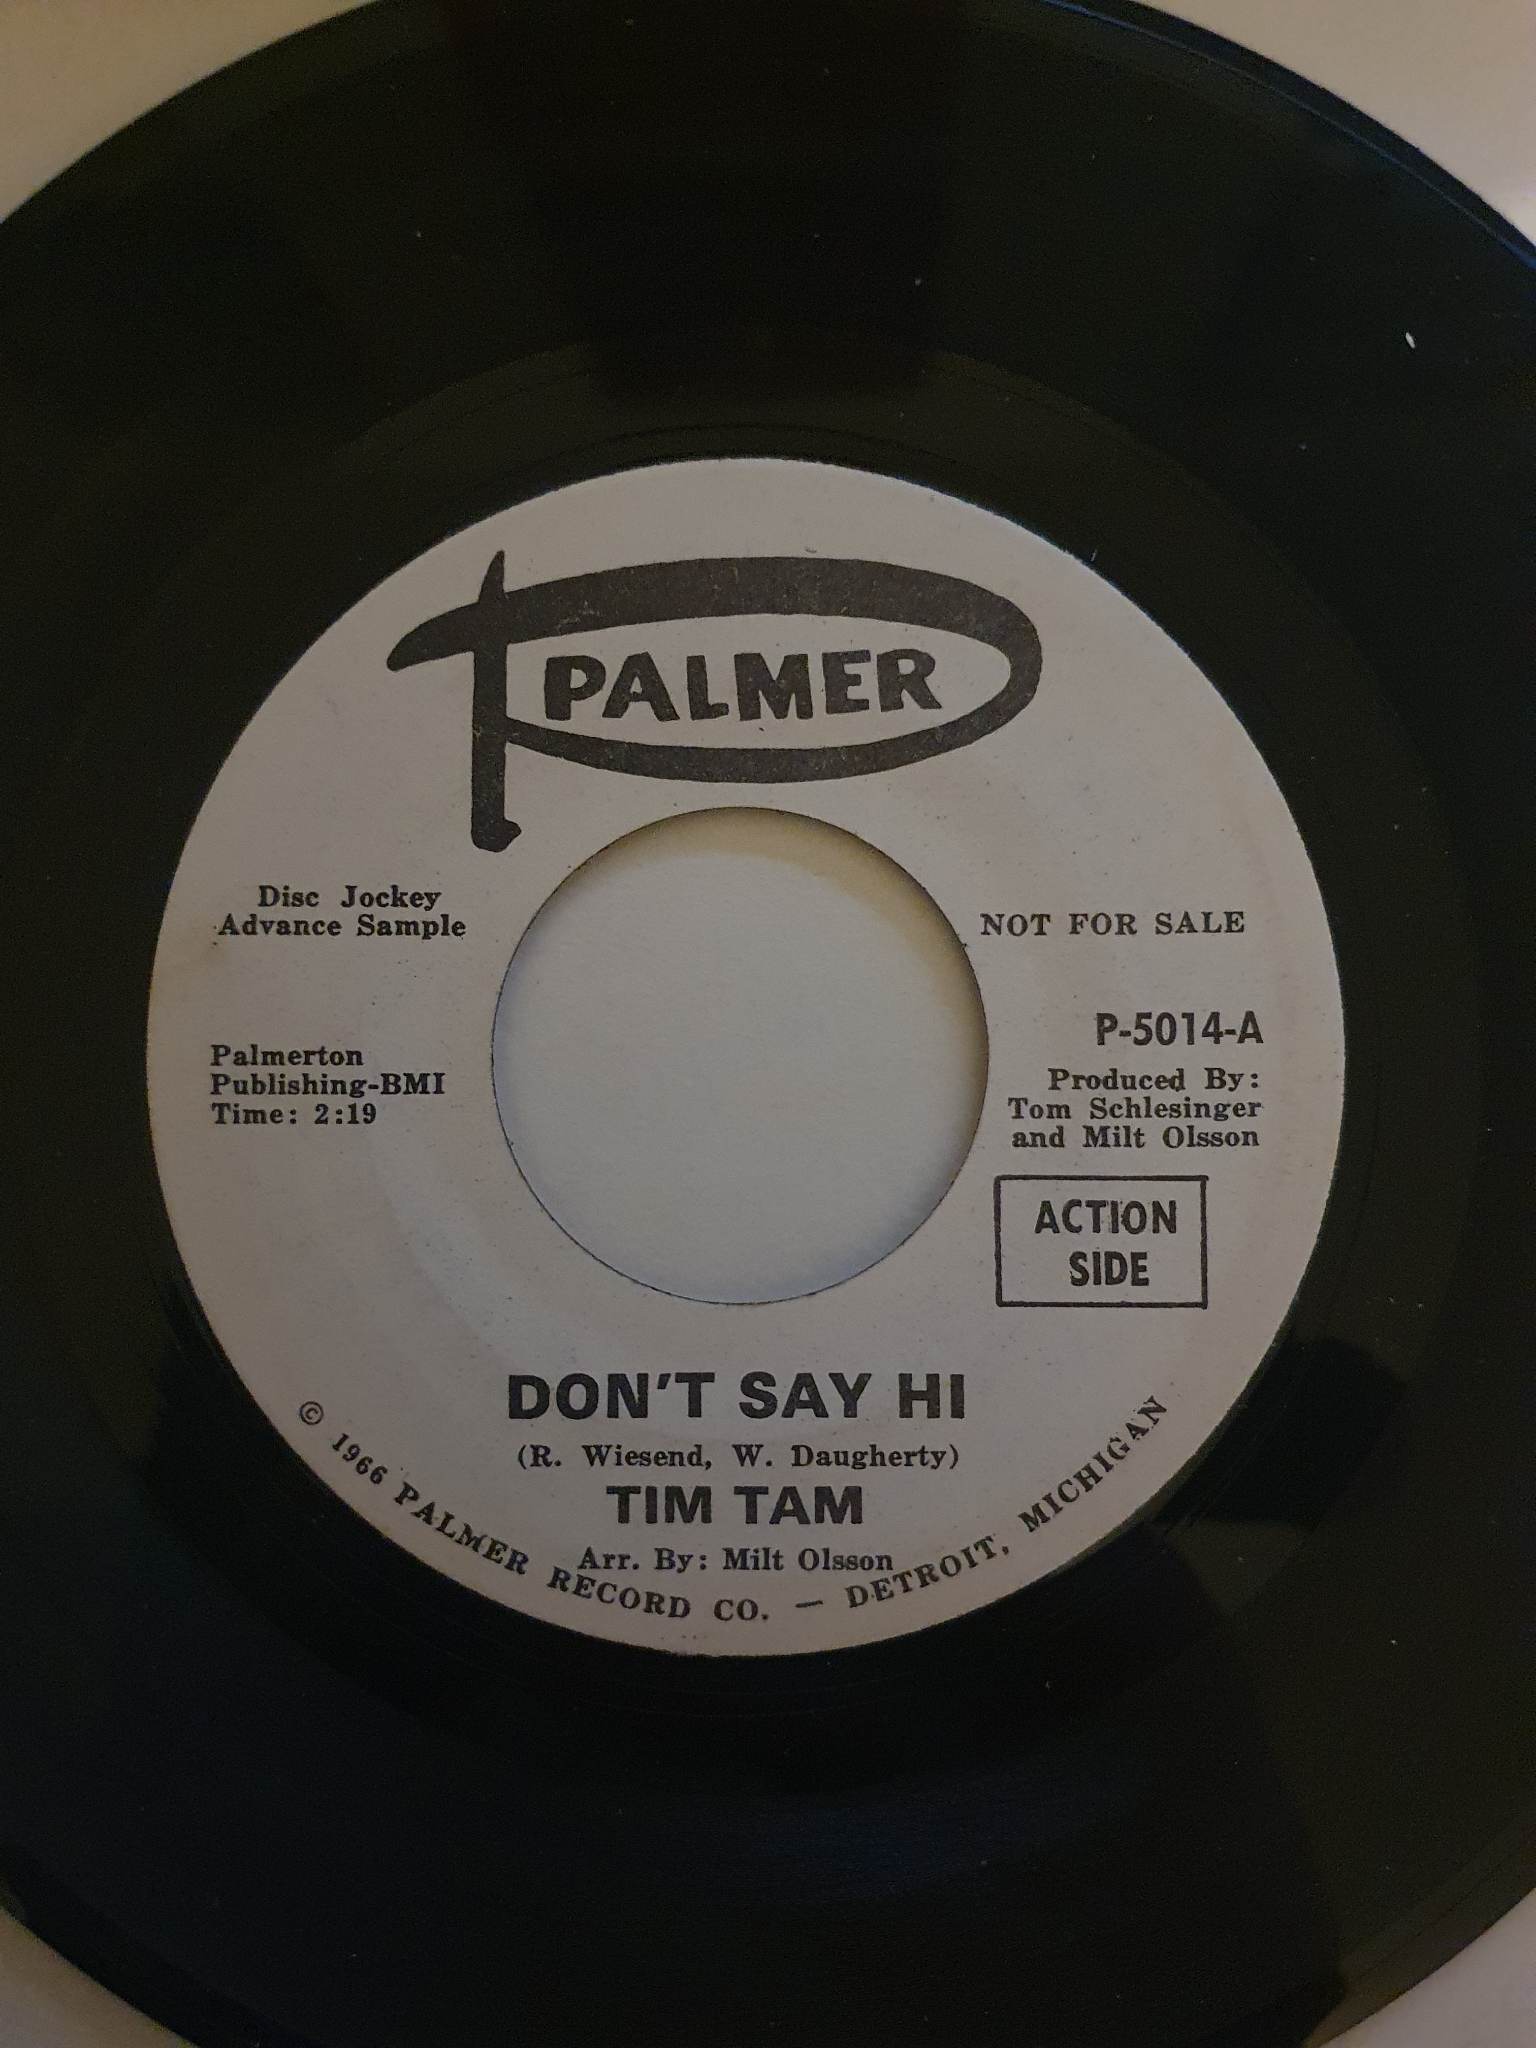 PALMER
Disc Jockey
Advance Sample
NOT FOR SALE
Palmerton
Publishing-BMI
Time: 2:19
P-5014-A
Produced By:
Tom Schlesinger
and Milt Olsson
ACTION
SIDE
DON'T SAY HI
(R. Wiesend, W. Daugherty)
TIM TAM
Arr. By: Milt Olsson
© 1966 PALMER RECORD CO. — DETROIT, MICHIGAN